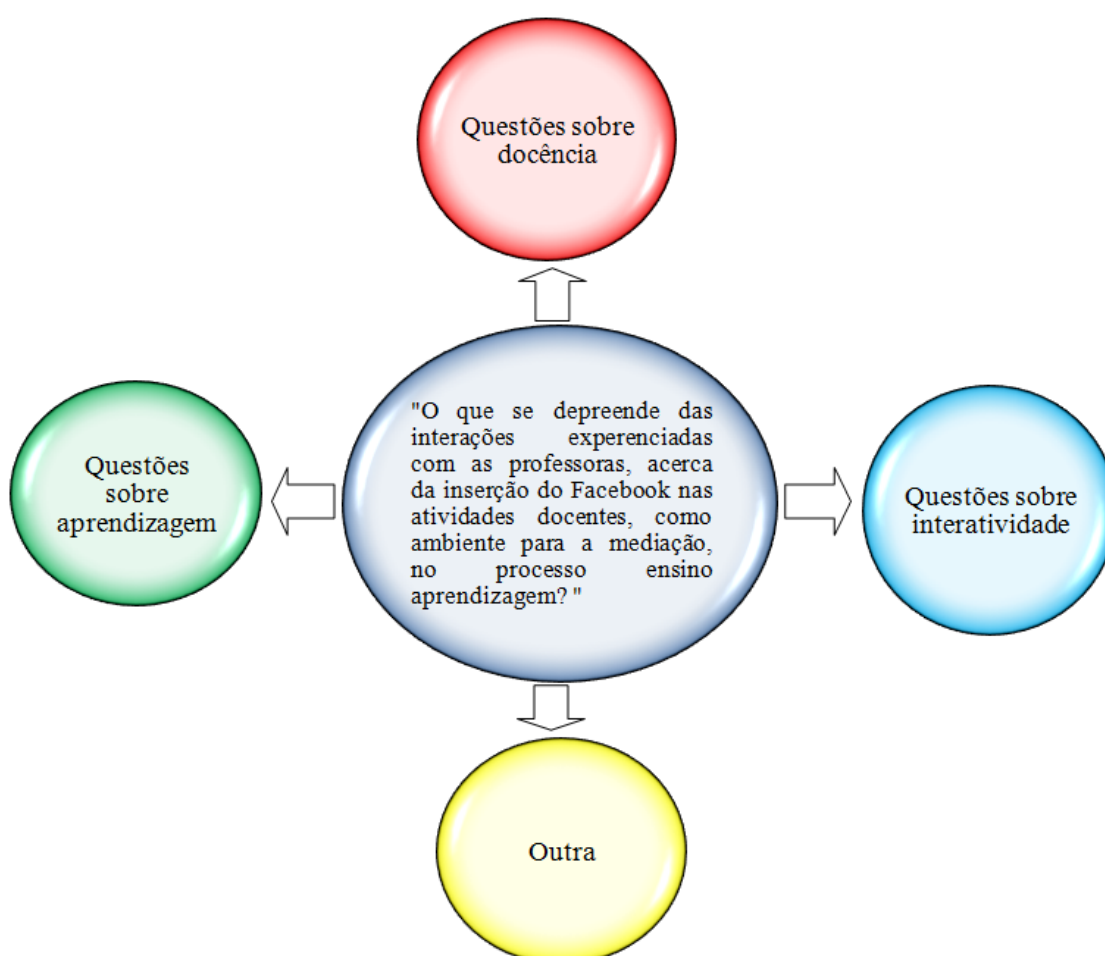 Questões sobre
docência
"O que se depreende das
interações experenciadas
com as professoras, acerca
da inserção do Facebook nas
atividades docentes, como
ambiente para a mediação,
no processo ensino
aprendizagem? "
Questões
sobre
aprendizagem
Questões sobre
interatividade
Outra